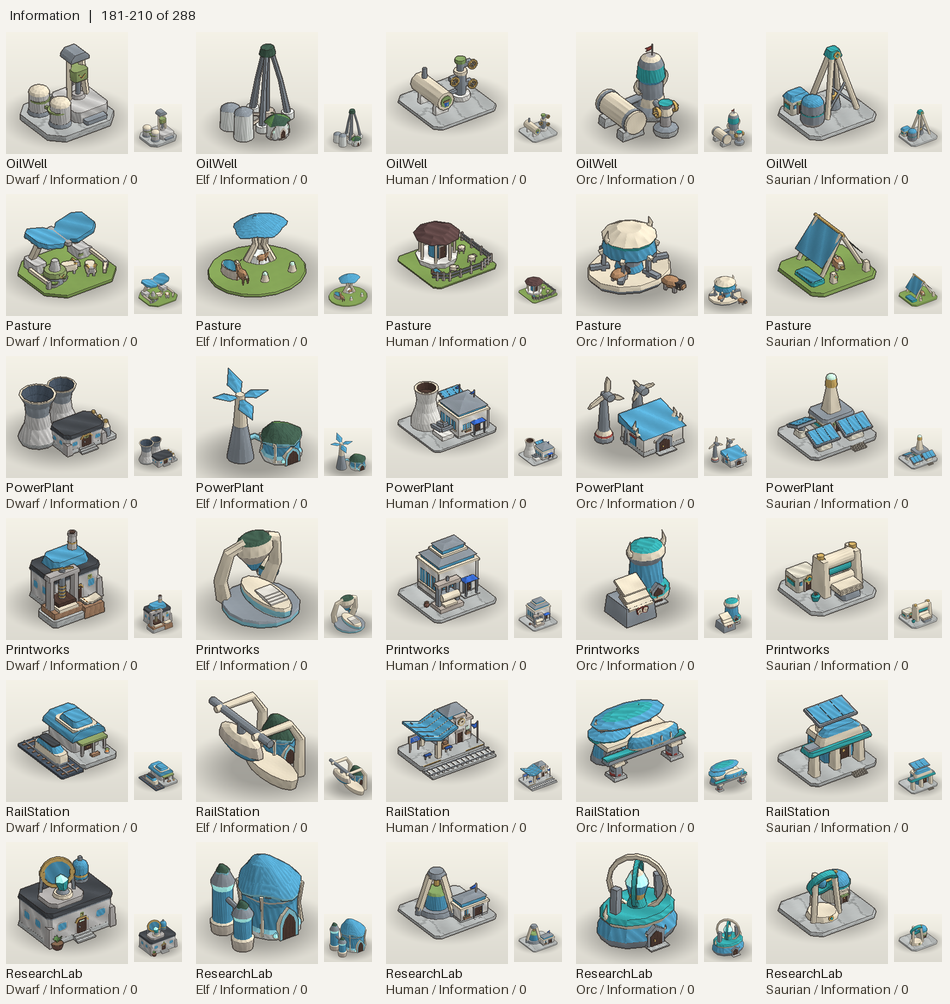 Information | 181-210 of 288
OilWell OilWell OilWell OilWell OilWell
Dwarf / Information / 0 Elf / Information / 0 Human / Information / 0 Orc / Information / 0 Saurian / Information / 0
Pasture Pasture Pasture Pasture Pasture
Dwarf / Information / 0 Elf / Information / 0 Human / Information / 0 Orc / Information / 0 Saurian / Information / 0
PowerPlant PowerPlant PowerPlant PowerPlant PowerPlant
Dwarf / Information / 0 Elf / Information / 0 Human / Information / 0 Orc / Information / 0 Saurian / Information / 0
Printworks Printworks Printworks Printworks Printworks
Dwarf / Information / 0 Elf / Information / 0 Human / Information / 0 Orc / Information / 0 Saurian / Information / 0
RailStation RailStation RailStation RailStation RailStation
Dwarf / Information / 0 Elf / Information / 0 Human / Information / 0 Orc / Information / 0 Saurian / Information / 0
ResearchLab ResearchLab ResearchLab ResearchLab ResearchLab
Dwarf / Information / 0 Elf / Information / 0 Human / Information / 0 Orc / Information / 0 Saurian / Information / 0